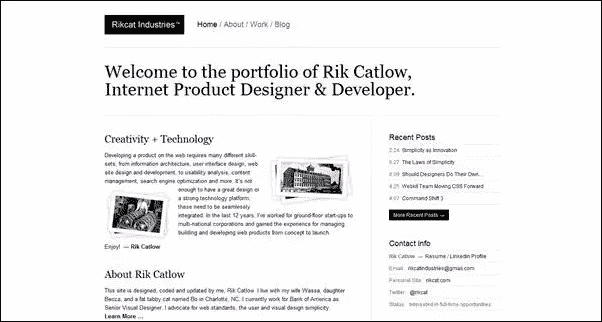 Rikcat Industries™
Home / About / Work / Blog
Welcome to the portfolio of Rik Catlow,
Internet Product Designer & Developer.
Creativity + Technology
Developing a product on the web requires many different skill-
sets, from information architecture, user interface design, web
site design and development, to usability analysis, content
management, search engine optimization and more. It's not
enough to have a great design or
a strong technology platform,
these need to be seamlessly
integrated. In the last 12 years, I've worked for ground-floor start-ups to
multi-national corporations and gained the experience for managing
building and developing web products from concept to launch.
Enjoy! — Rik Catlow
About Rik Catlow
This site is designed, coded and updated by me, Rik Catlow. I live with my wife Wassa, daughter
Becca, and a fat tabby cat named Bo in Charlotte, NC. I currently work for Bank of America as
Senior Visual Designer. I advocate for web standards, the user and visual design simplicity.
Learn More ...
Recent Posts
Simplicity as Innovation
The Laws of Simplicity
Should Designers Do Their Own...
Webkit Team Moving CSS Forward
Command Shift 3
More Recent Posts →
Contact Info
Rik Catlow — Resume / LinkedIn Profile
Email: rikcatindustries@gmail.com
Personal Site: rikcat.com
Twitter: @rikcat
Status: Interested in full-time opportunities